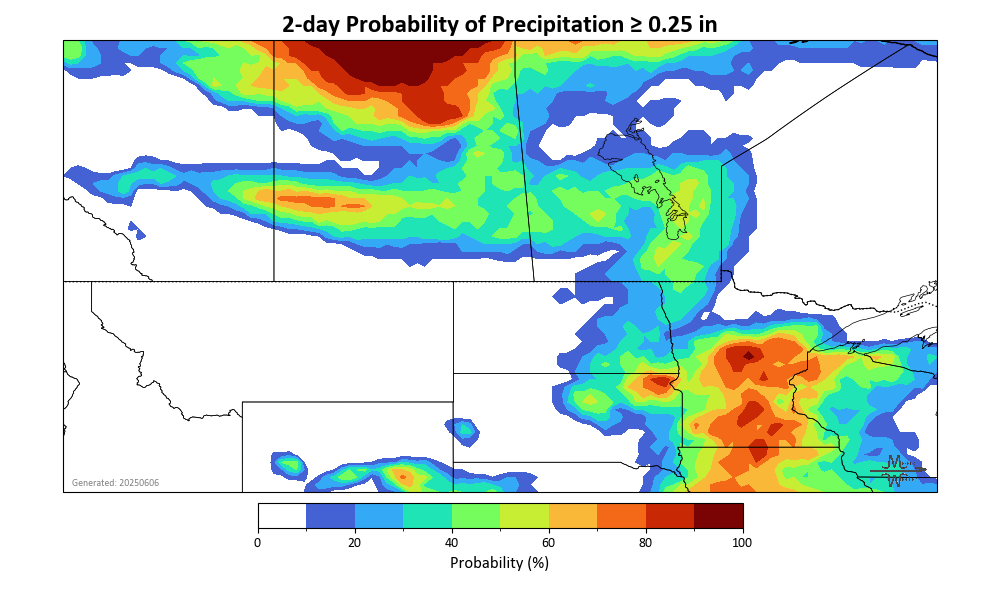 2-day Probability of Precipitation ≥ 0.25 in
Generated: 20250606
0 20 40 60 80 100
Probability (%)